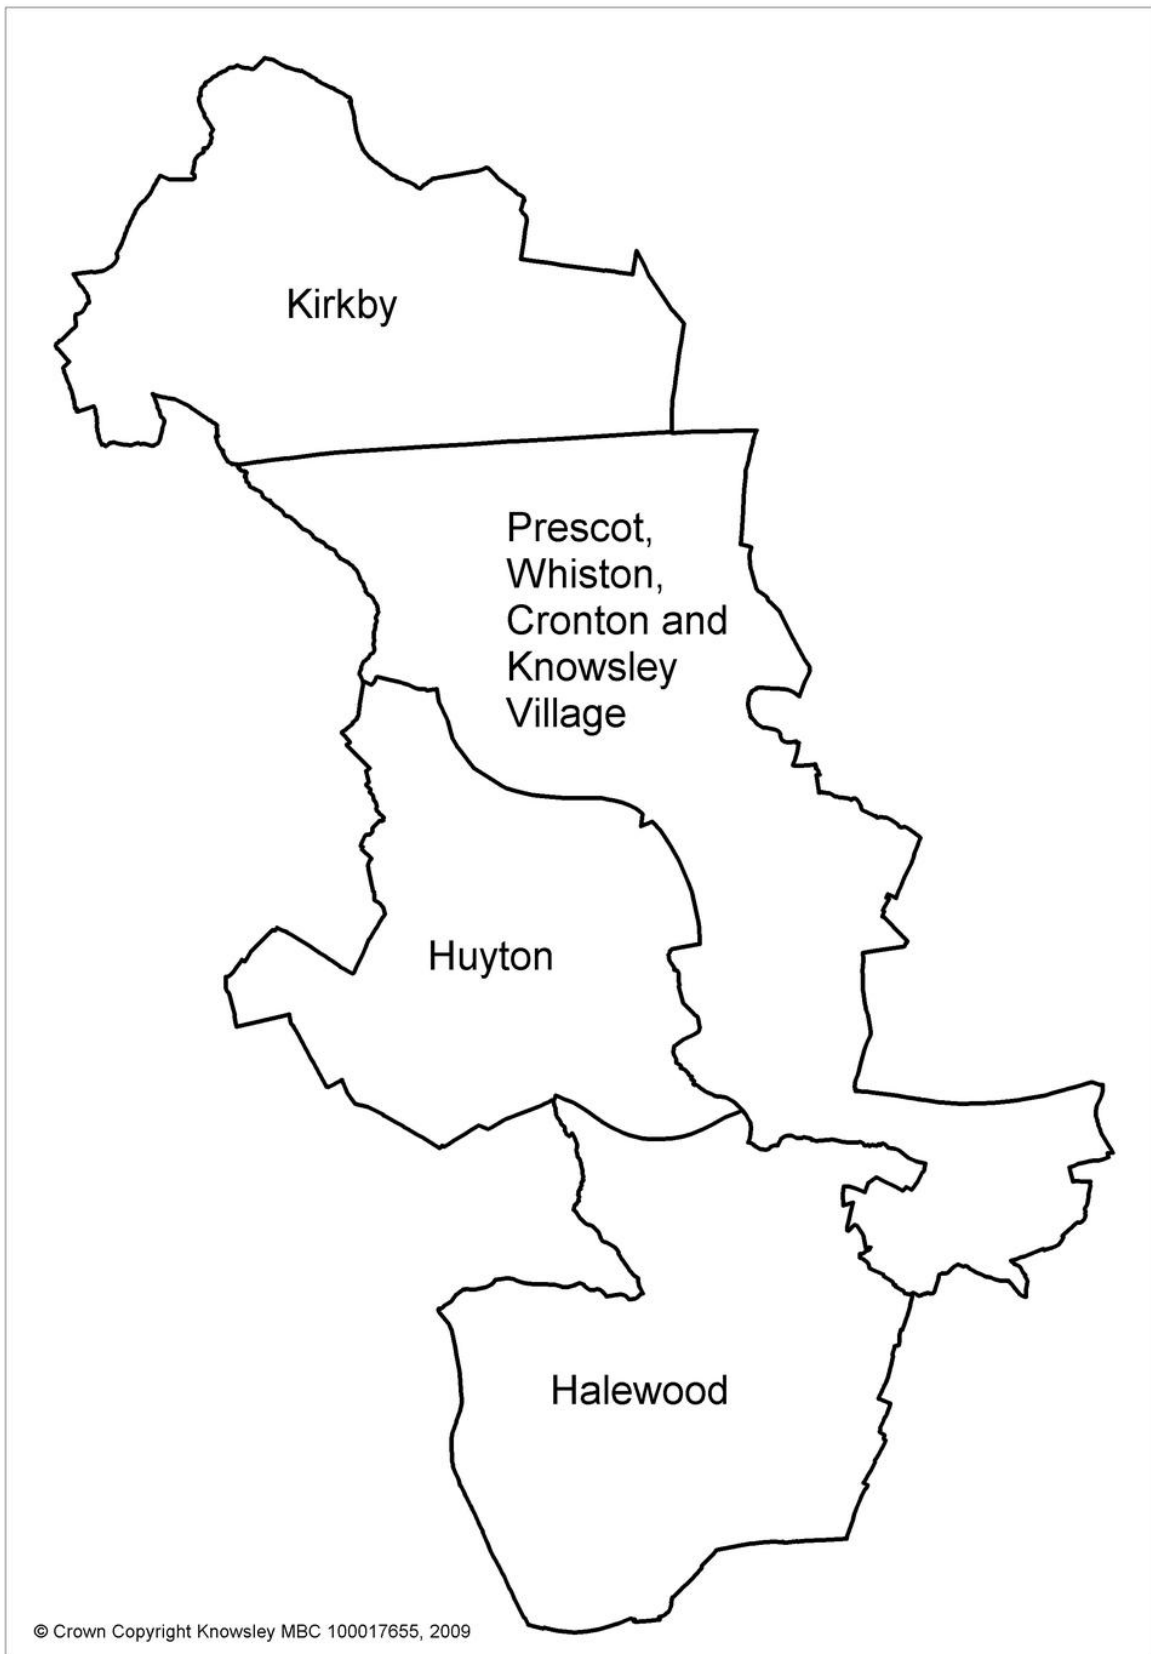 Kirkby
Prescot,
Whiston,
Cronton and
Knowsley
Village
Huyton
Halewood
© Crown Copyright Knowsley MBC 100017655, 2009